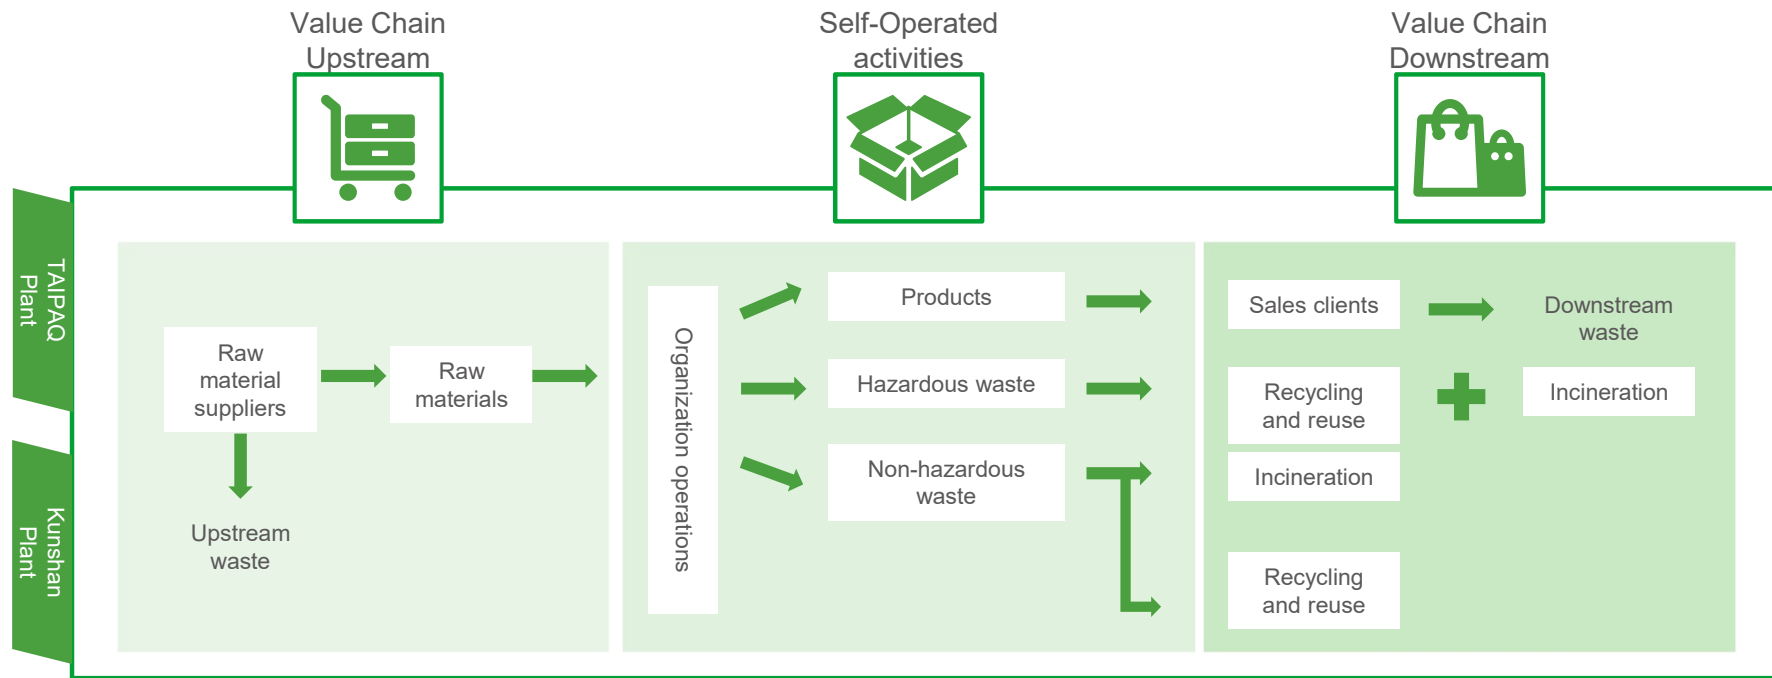 Value Chain
Upstream
Self-Operated
activities
Value Chain
Downstream
TAIPAQ
Plant
Kunshan
Plant
Raw
material
suppliers
Raw
materials
Upstream
waste
Organization operations
Products
Hazardous waste
Non-hazardous
waste
Sales clients
Downstream
waste
Recycling
and reuse
Incineration
Incineration
Recycling
and reuse